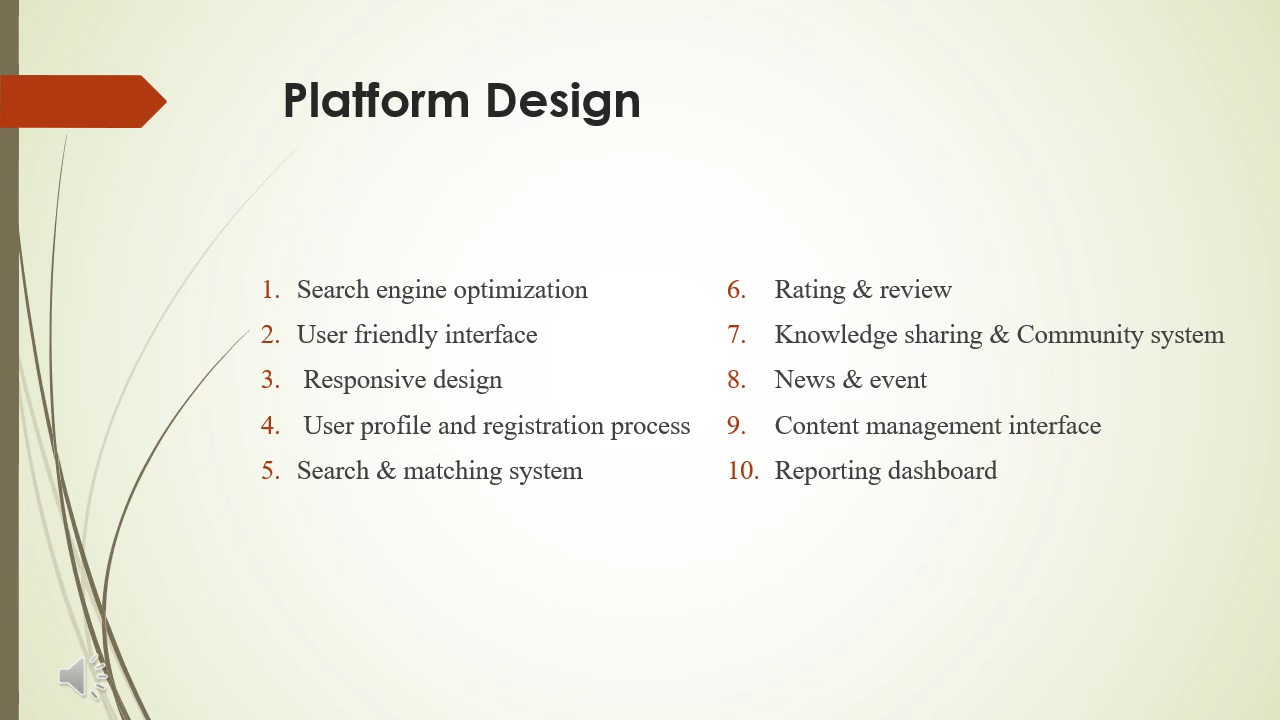 Platform Design
1. Search engine optimization
2. User friendly interface
3. Responsive design
4. User profile and registration process
5. Search & matching system
6. Rating & review
7. Knowledge sharing & Community system
8. News & event
9. Content management interface
10. Reporting dashboard